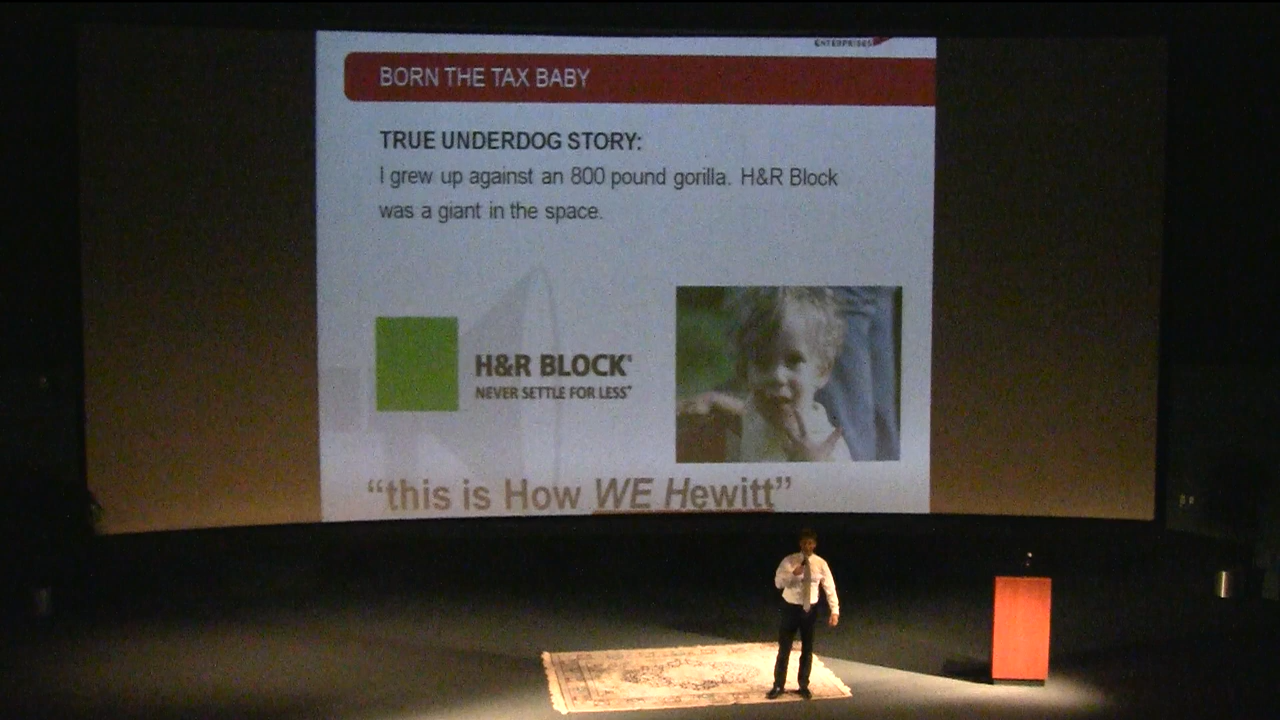 ENTERPRISES
BORN THE TAX BABY
TRUE UNDERDOG STORY:
I grew up against an 800 pound gorilla. H&R Block
was a giant in the space.
H&R BLOCK®
NEVER SETTLE FOR LESS®
“this is How WE Hewitt”